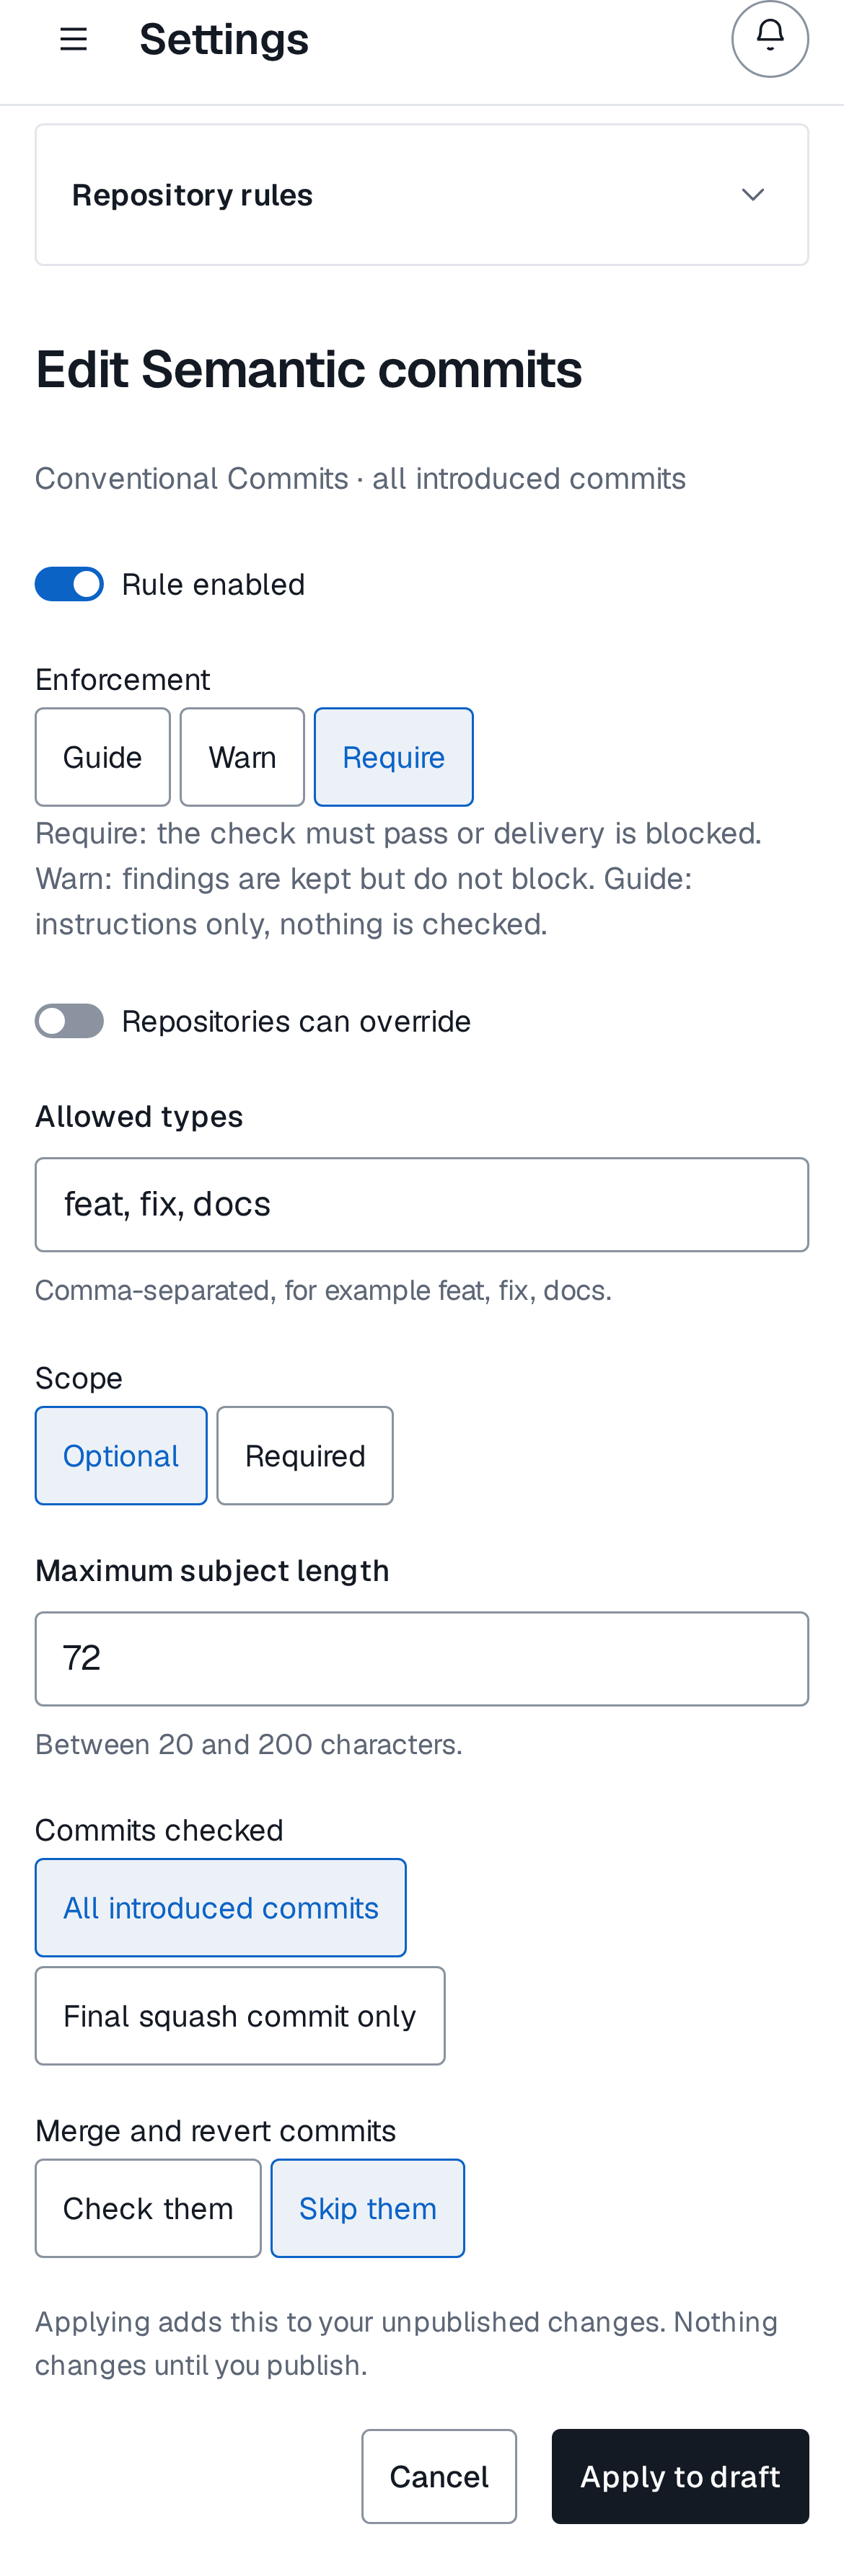 Settings
Repository rules
Edit Semantic commits
Conventional Commits · all introduced commits
Rule enabled
Enforcement
Guide
Warn
Require
Require: the check must pass or delivery is blocked.
Warn: findings are kept but do not block. Guide:
instructions only, nothing is checked.
Repositories can override
Allowed types
feat, fix, docs
Comma-separated, for example feat, fix, docs.
Scope
Optional
Required
Maximum subject length
72
Between 20 and 200 characters.
Commits checked
All introduced commits
Final squash commit only
Merge and revert commits
Check them
Skip them
Applying adds this to your unpublished changes. Nothing
changes until you publish.
Cancel
Apply to draft